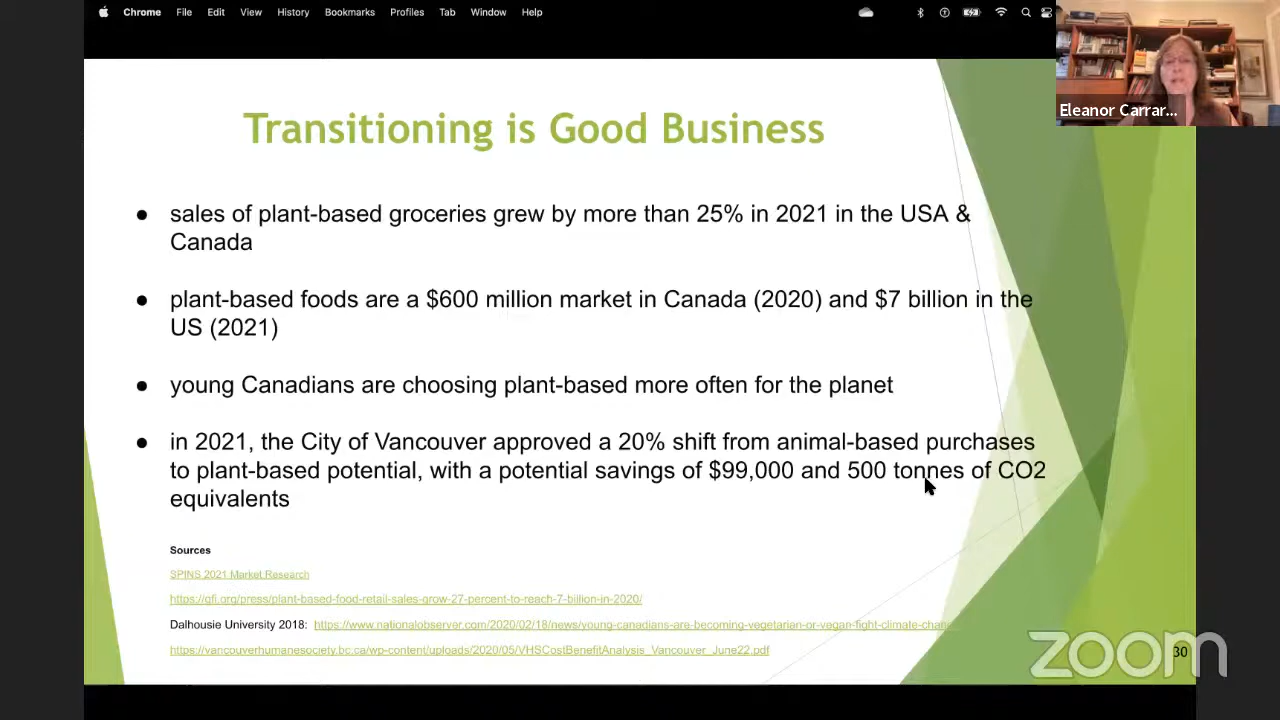 Chrome File Edit View History Bookmarks Profiles Tab Window Help
Eleanor Carrar...
Transitioning is Good Business
● sales of plant-based groceries grew by more than 25% in 2021 in the USA &
Canada
● plant-based foods are a $600 million market in Canada (2020) and $7 billion in the
US (2021)
● young Canadians are choosing plant-based more often for the planet
● in 2021, the City of Vancouver approved a 20% shift from animal-based purchases
to plant-based potential, with a potential savings of $99,000 and 500 tonnes of CO2
equivalents
Sources
SPINS 2021 Market Research
https://gfi.org/press/plant-based-food-retail-sales-grow-27-percent-to-reach-7-billion-in-2020/
Dalhousie University 2018: https://www.nationalobserver.com/2020/02/18/news/young-canadians-are-becoming-vegetarian-or-vegan-fight-climate-chan
https://vancouverhumanesociety.bc.ca/wp-content/uploads/2020/05/VHSCostBenefitAnalysis_Vancouver_June22.pdf
zoom
30